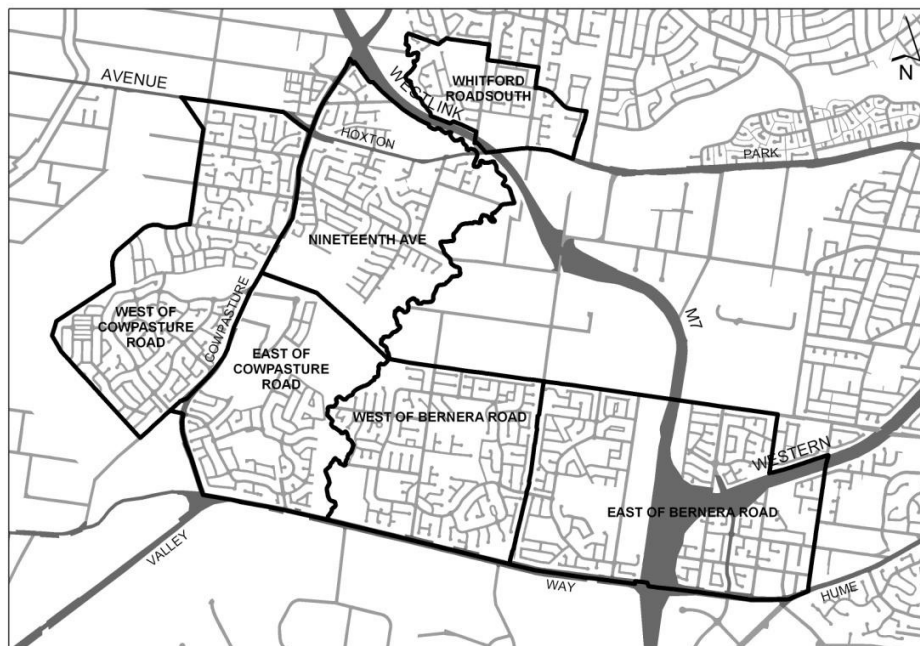 AVENUE
WESTLINK
WHITFORD
ROADSOUTH
N
HOXTON
PARK
NINETEENTH AVE
COWPASTURE
WEST OF
COWPASTURE
ROAD
M7
EAST OF
COWPASTURE
ROAD
WEST OF BERNERA ROAD
WESTERN
EAST OF BERNERA ROAD
VALLEY
WAY
HUME